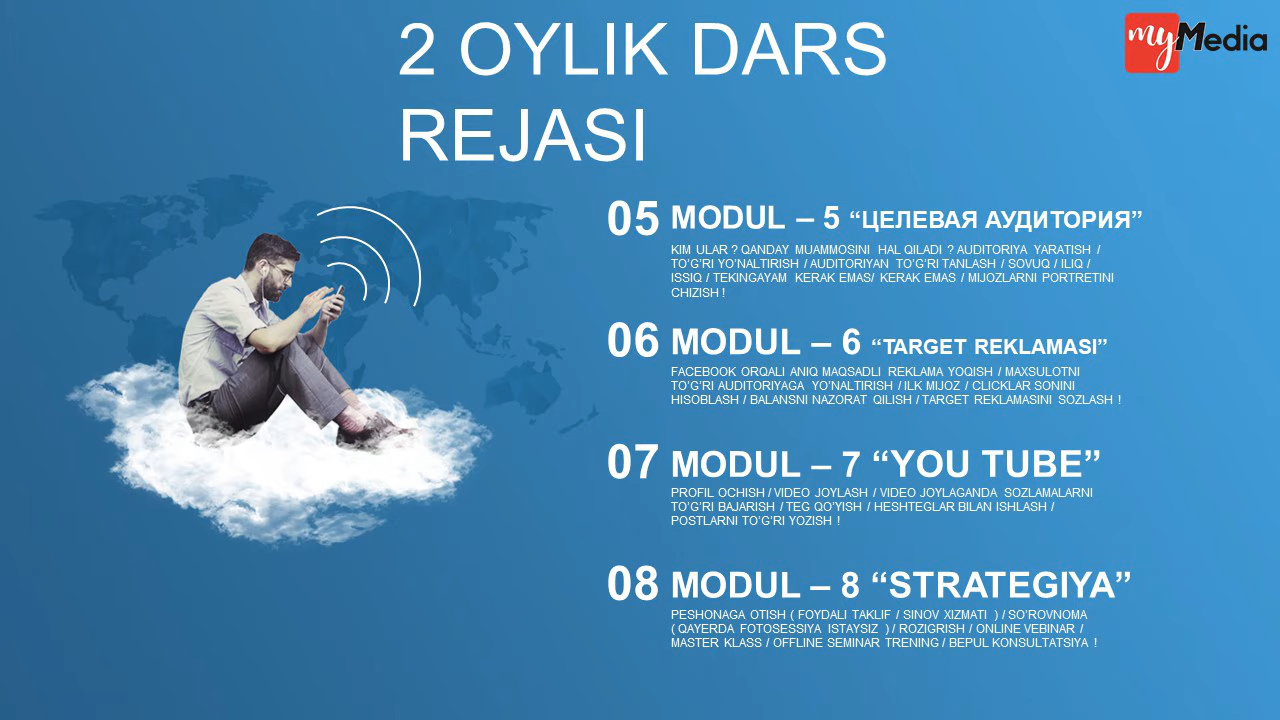 2 OYLIK DARS
REJASI
myMedia
05 MODUL – 5 “ЦЕЛЕВАЯ АУДИТОРИЯ”
KIM ULAR ? QANDAY MUAMMOSINI HAL QILADI ? AUDITORIYA YARATISH /
TO’G’RI YO’NALTIRISH / AUDITORIYAN TO’G’RI TANLASH / SOVUQ / ILIQ /
ISSIQ / TEKINGAYAM KERAK EMAS/ KERAK EMAS / MIJOZLARNI PORTRETINI
CHIZISH !
06 MODUL – 6 “TARGET REKLAMASI”
FACEBOOK ORQALI ANIQ MAQSADLI REKLAMA YOQISH / MAXSULOTNI
TO’G’RI AUDITORIYAGA YO’NALTIRISH / ILK MIJOZ / CLICKLAR SONINI
HISOBLASH / BALANSNI NAZORAT QILISH / TARGET REKLAMASINI SOZLASH !
07 MODUL – 7 “YOU TUBE”
PROFIL OCHISH / VIDEO JOYLASH / VIDEO JOYLAGANDA SOZLAMALARNI
TO’G’RI BAJARISH / TEG QO’YISH / HESHTEGLAR BILAN ISHLASH /
POSTLARNI TO’G’RI YOZISH !
08 MODUL – 8 “STRATEGIYA”
PESHONAGA OTISH ( FOYDALI TAKLIF / SINOV XIZMATI ) / SO’ROVNOMA
( QAYERDA FOTOSESSIYA ISTAYSIZ ) / ROZIGRISH / ONLINE VEBINAR /
MASTER KLASS / OFFLINE SEMINAR TRENING / BEPUL KONSULTATSIYA !